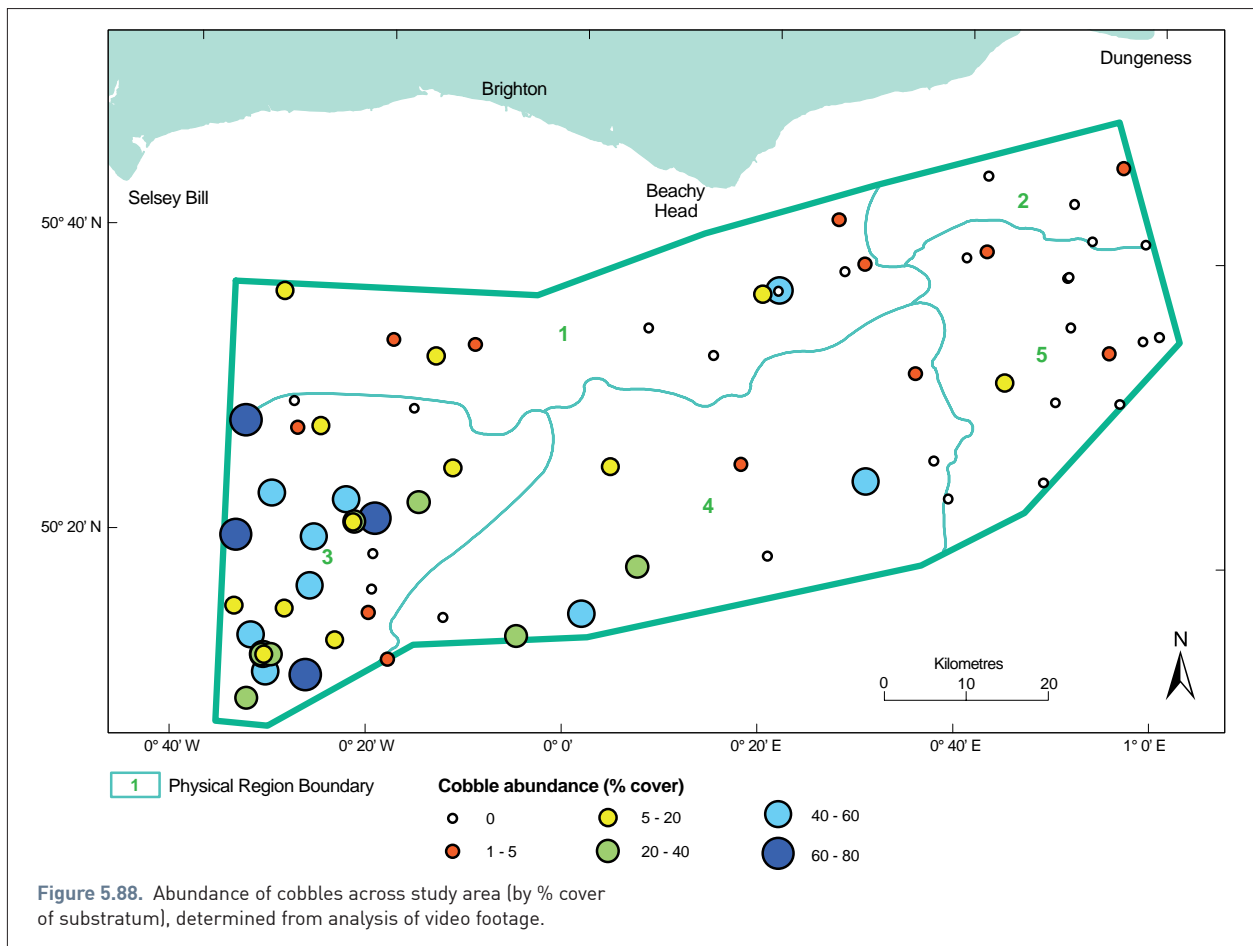 Dungeness
Brighton
Selsey Bill
Beachy
Head
50° 40' N
2
1
5
50° 20' N
4
3
N
Kilometres
0 10 20
0° 40' W 0° 20' W 0° 0' 0° 20' E 0° 40' E 1° 0' E
1 Physical Region Boundary
Cobble abundance (% cover)
0 5 - 20 40 - 60
1 - 5 20 - 40 60 - 80
Figure 5.88. Abundance of cobbles across study area (by % cover
of substratum), determined from analysis of video footage.